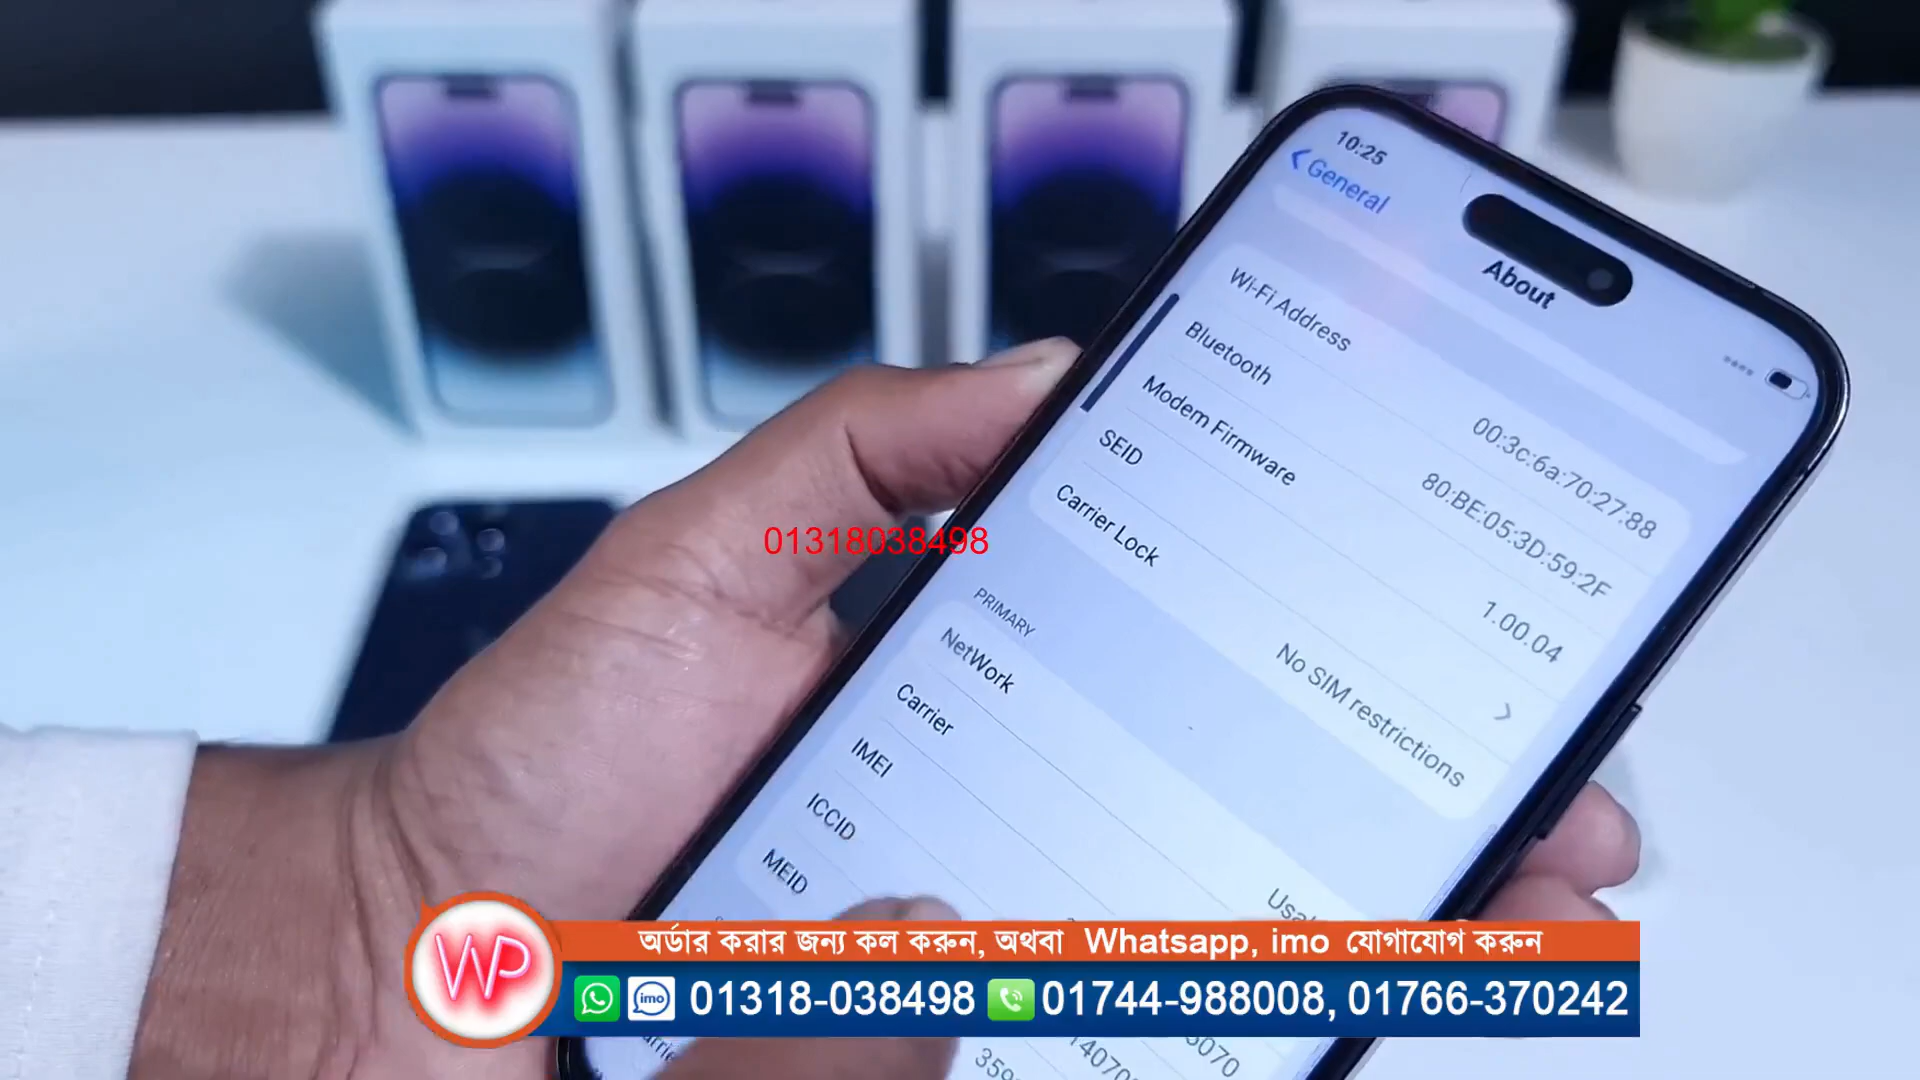 10:25
General
About
Wi-Fi Address
00:3c:6a:70:27:88
Bluetooth
80:BE:05:3D:59:2F
Modem Firmware
1.00.04
SEID
Carrier Lock
No SIM restrictions
PRIMARY
NetWork
Carrier
IMEI
ICCID
MEID
01318038498
WP
অর্ডার করার জন্য কল করুন, অথবা Whatsapp, imo যোগাযোগ করুন
imo 01318-038498 01744-988008, 01766-370242